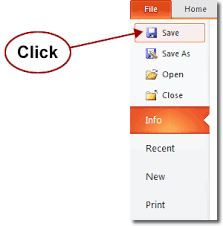 File Home
Save
Click
Save As
Open
Close
Info
Recent
New
Print